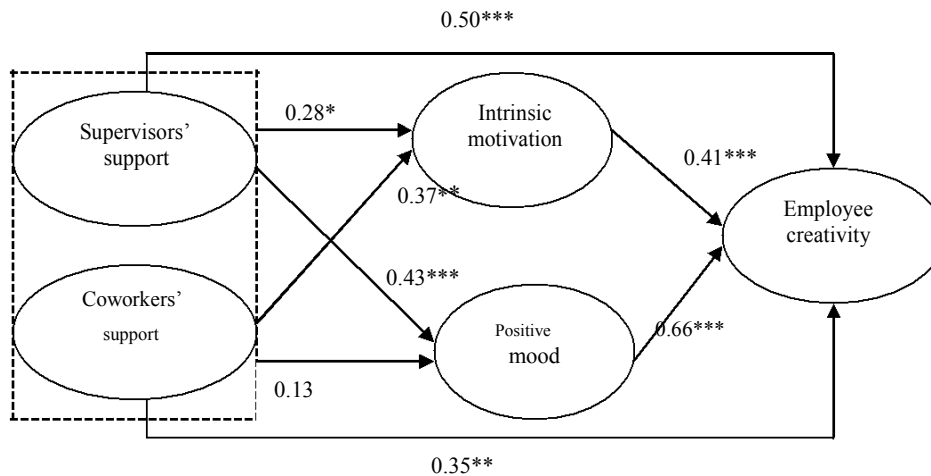 0.50***
Supervisors’
support
0.28*
Intrinsic
motivation
0.41***
0.37**
Employee
creativity
0.43***
Coworkers’
support
Positive
mood
0.66***
0.13
0.35**